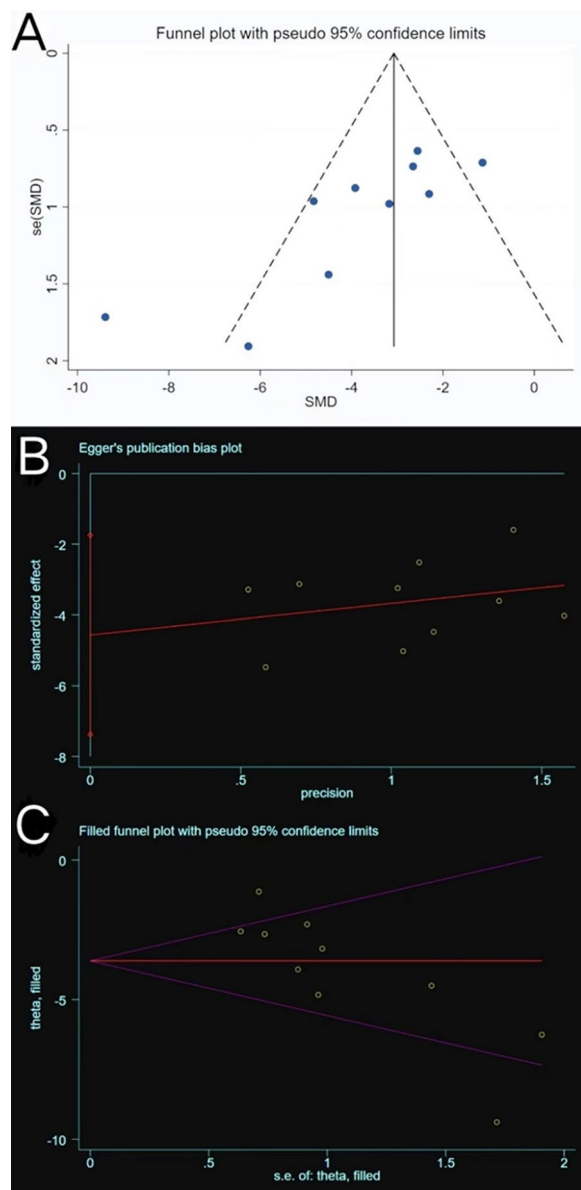 A
Funnel plot with pseudo 95% confidence limits
0
.5
1
1.5
2
se(SMD)
-10
-8
-6
-4
-2
0
SMD
B
Egger's publication bias plot
0
-2
-4
-6
-8
standardized effect
0
.5
1
1.5
precision
C
Filled funnel plot with pseudo 95% confidence limits
0
-5
-10
theta, filled
0
.5
1
1.5
2
s.e. of: theta, filled